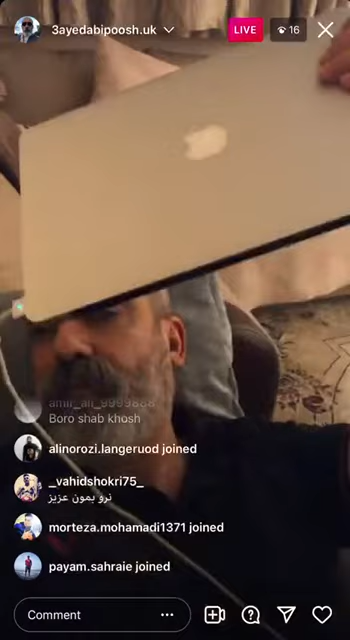 3ayedabipoosh.uk
LIVE
16
amir_ali_9999888
Boro shab khosh
alinorozi.langeruod joined
_vahidshokri75_
نرو بمون عزیز
morteza.mohamadi1371 joined
payam.sahraie joined
Comment